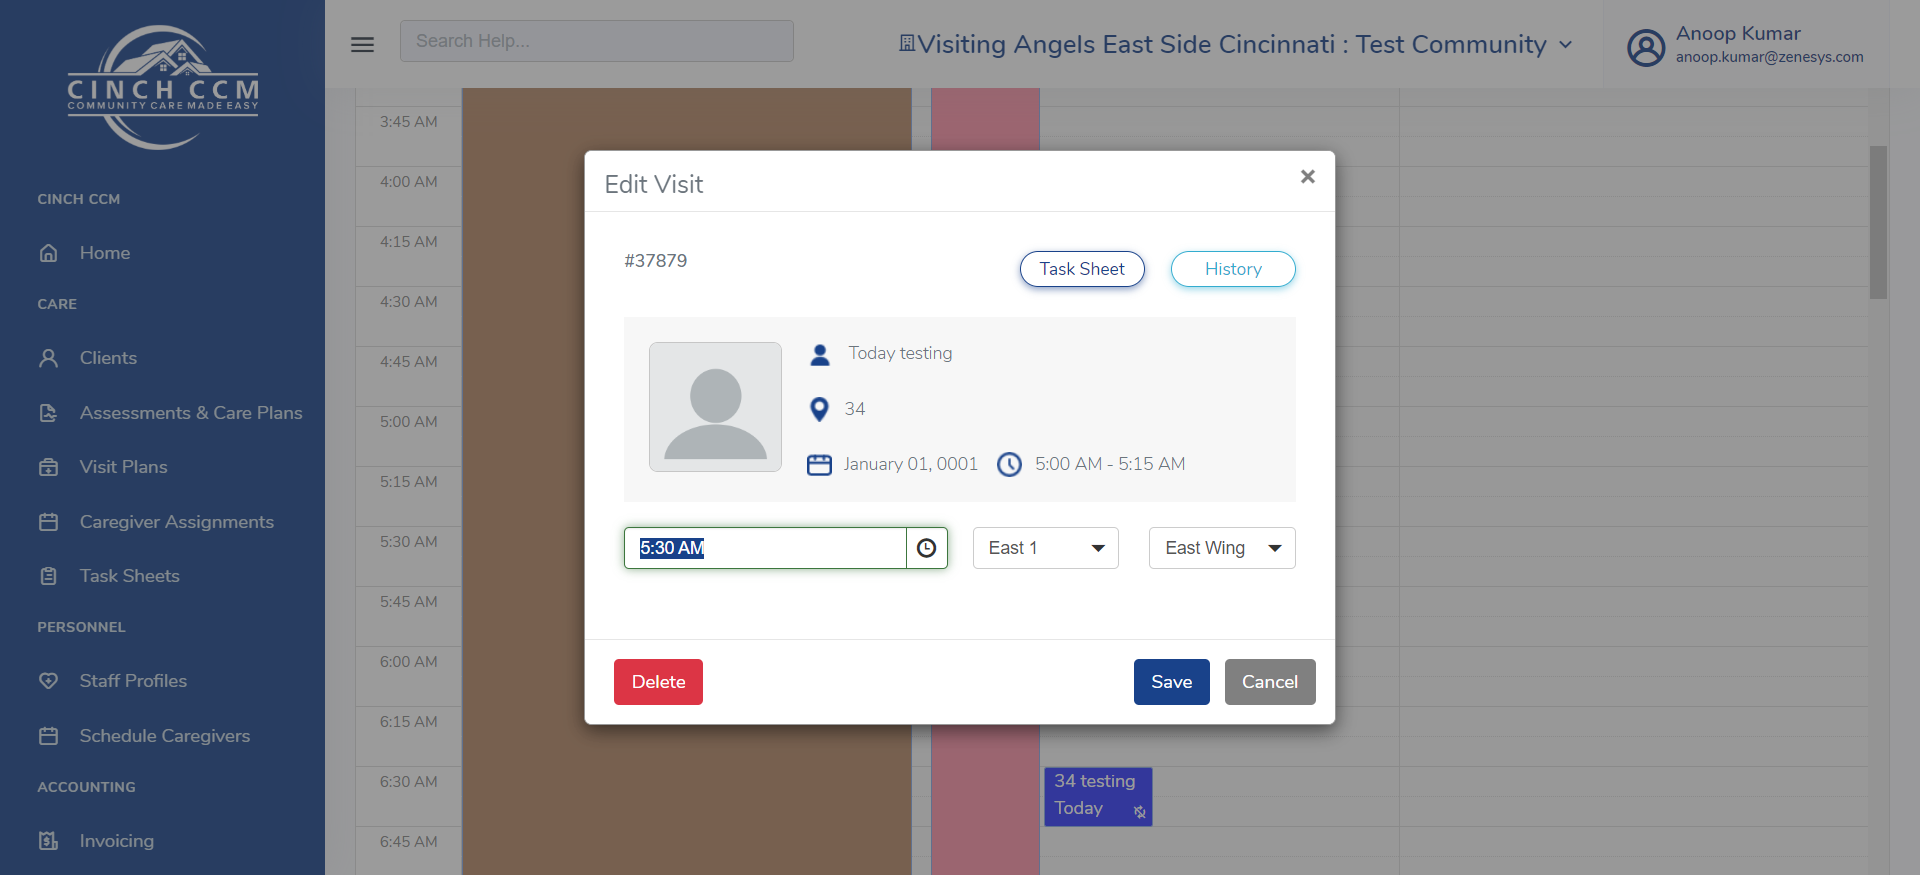 CINCH CCM
COMMUNITY CARE MADE EASY
CINCH CCM
Home
CARE
Clients
Assessments & Care Plans
Visit Plans
Caregiver Assignments
Task Sheets
PERSONNEL
Staff Profiles
Schedule Caregivers
ACCOUNTING
Invoicing
Search Help...
Visiting Angels East Side Cincinnati : Test Community
Anoop Kumar
anoop.kumar@zenesys.com
3:45 AM
4:00 AM
4:15 AM
4:30 AM
4:45 AM
5:00 AM
5:15 AM
5:30 AM
5:45 AM
6:00 AM
6:15 AM
6:30 AM
6:45 AM
Edit Visit
×
#37879
Task Sheet
History
Today testing
34
January 01, 0001
5:00 AM - 5:15 AM
5:30 AM
East 1
East Wing
Delete
Save
Cancel
34 testing
Today